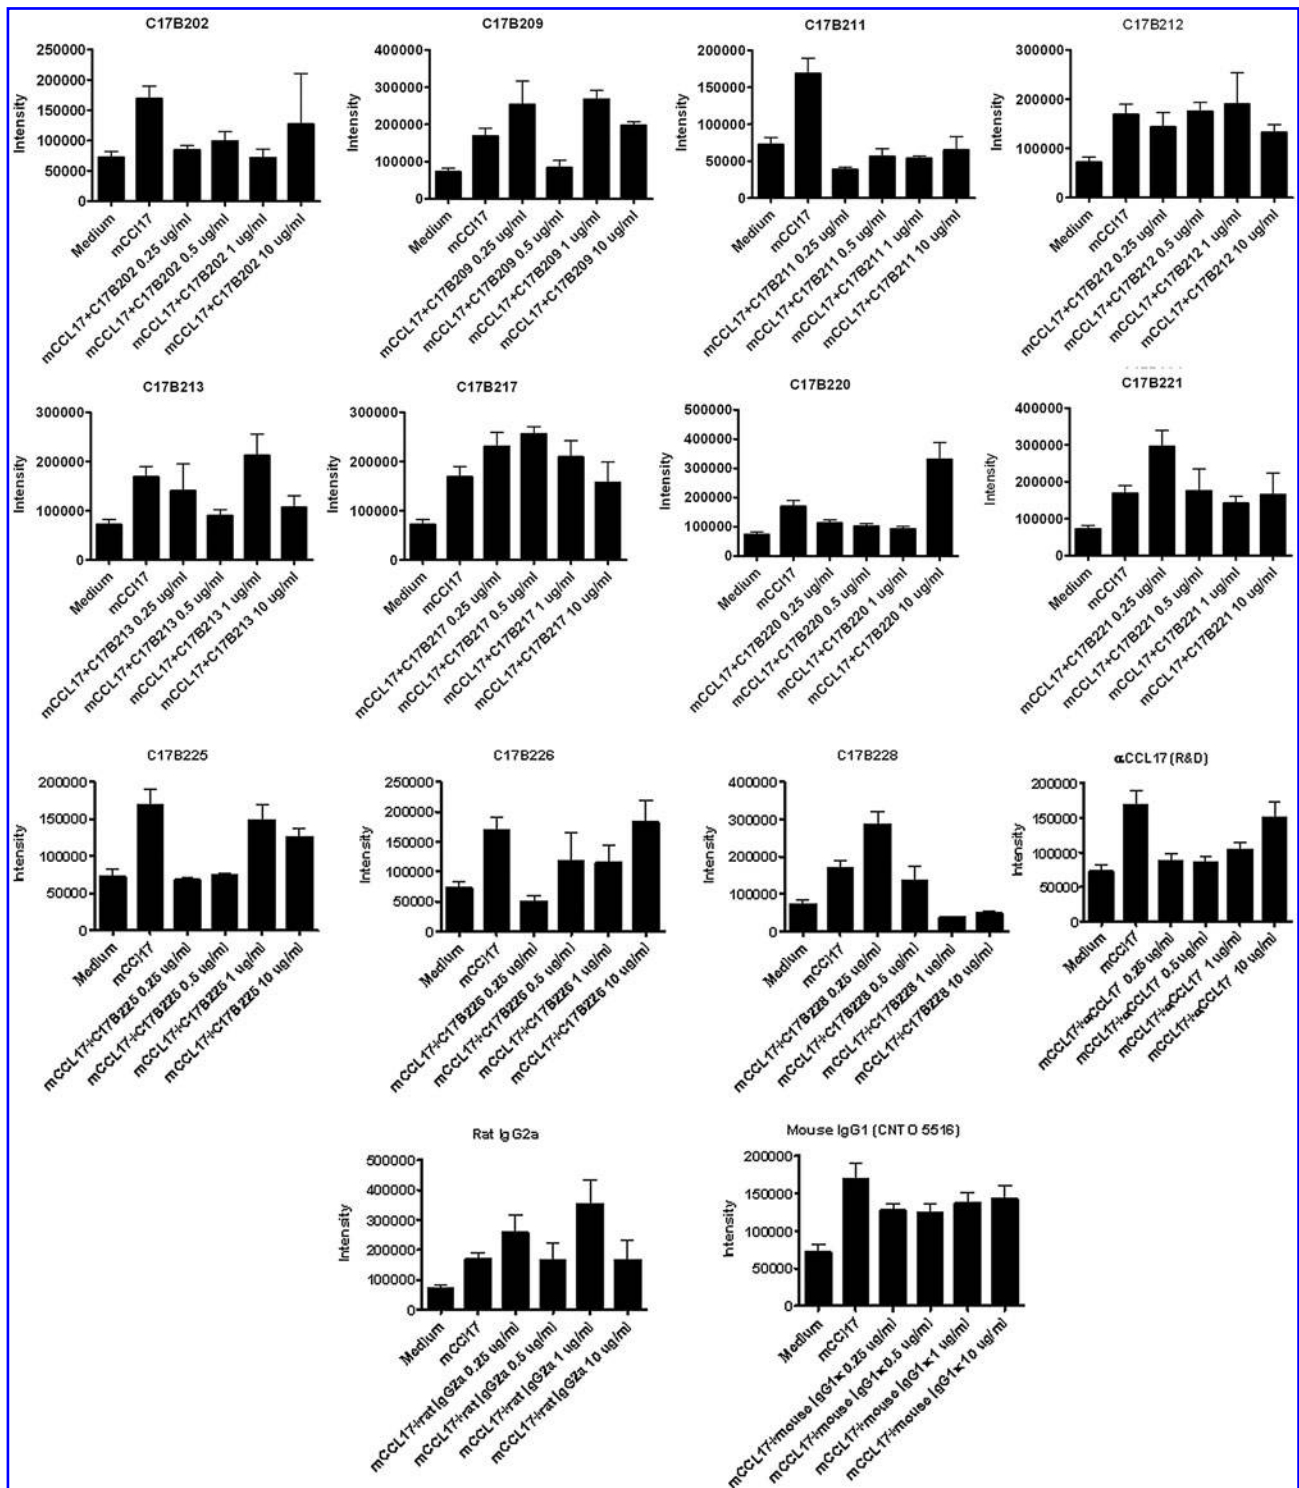 C17B202
Intensity
250000
200000
150000
100000
50000
0
Medium
mCCl17
mCCL17+C17B202 0.25 ug/ml
mCCL17+C17B202 0.5 ug/ml
mCCL17+C17B202 1 ug/ml
mCCL17+C17B202 10 ug/ml
C17B209
Intensity
400000
300000
200000
100000
0
Medium
mCCl17
mCCL17+C17B209 0.25 ug/ml
mCCL17+C17B209 0.5 ug/ml
mCCL17+C17B209 1 ug/ml
mCCL17+C17B209 10 ug/ml
C17B211
Intensity
200000
150000
100000
50000
0
Medium
mCCl17
mCCL17+C17B211 0.25 ug/ml
mCCL17+C17B211 0.5 ug/ml
mCCL17+C17B211 1 ug/ml
mCCL17+C17B211 10 ug/ml
C17B212
Intensity
300000
200000
100000
0
Medium
mCCl17
mCCL17+C17B212 0.25 ug/ml
mCCL17+C17B212 0.5 ug/ml
mCCL17+C17B212 1 ug/ml
mCCL17+C17B212 10 ug/ml
C17B213
Intensity
300000
200000
100000
0
Medium
mCCl17
mCCL17+C17B213 0.25 ug/ml
mCCL17+C17B213 0.5 ug/ml
mCCL17+C17B213 1 ug/ml
mCCL17+C17B213 10 ug/ml
C17B217
Intensity
300000
200000
100000
0
Medium
mCCl17
mCCL17+C17B217 0.25 ug/ml
mCCL17+C17B217 0.5 ug/ml
mCCL17+C17B217 1 ug/ml
mCCL17+C17B217 10 ug/ml
C17B220
Intensity
500000
400000
300000
200000
100000
0
Medium
mCCl17
mCCL17+C17B220 0.25 ug/ml
mCCL17+C17B220 0.5 ug/ml
mCCL17+C17B220 1 ug/ml
mCCL17+C17B220 10 ug/ml
C17B221
Intensity
400000
300000
200000
100000
0
Medium
mCCl17
mCCL17+C17B221 0.25 ug/ml
mCCL17+C17B221 0.5 ug/ml
mCCL17+C17B221 1 ug/ml
mCCL17+C17B221 10 ug/ml
C17B225
Intensity
200000
150000
100000
50000
0
Medium
mCCl17
mCCL17+C17B225 0.25 ug/ml
mCCL17+C17B225 0.5 ug/ml
mCCL17+C17B225 1 ug/ml
mCCL17+C17B225 10 ug/ml
C17B226
Intensity
250000
200000
150000
100000
50000
0
Medium
mCCl17
mCCL17+C17B226 0.25 ug/ml
mCCL17+C17B226 0.5 ug/ml
mCCL17+C17B226 1 ug/ml
mCCL17+C17B226 10 ug/ml
C17B228
Intensity
400000
300000
200000
100000
0
Medium
mCCl17
mCCL17+C17B228 0.25 ug/ml
mCCL17+C17B228 0.5 ug/ml
mCCL17+C17B228 1 ug/ml
mCCL17+C17B228 10 ug/ml
αCCL17 (R&D)
Intensity
200000
150000
100000
50000
0
Medium
mCCl17
mCCL17+αCCL17 0.25 ug/ml
mCCL17+αCCL17 0.5 ug/ml
mCCL17+αCCL17 1 ug/ml
mCCL17+αCCL17 10 ug/ml
Rat IgG2a
Intensity
500000
400000
300000
200000
100000
0
Medium
mCCl17
mCCL17+rat IgG2a 0.25 ug/ml
mCCL17+rat IgG2a 0.5 ug/ml
mCCL17+rat IgG2a 1 ug/ml
mCCL17+rat IgG2a 10 ug/ml
Mouse IgG1 (CNTO 5516)
Intensity
200000
150000
100000
50000
0
Medium
mCCl17
mCCL17+mouse IgG1κ 0.25 ug/ml
mCCL17+mouse IgG1κ 0.5 ug/ml
mCCL17+mouse IgG1κ 1 ug/ml
mCCL17+mouse IgG1κ 10 ug/ml